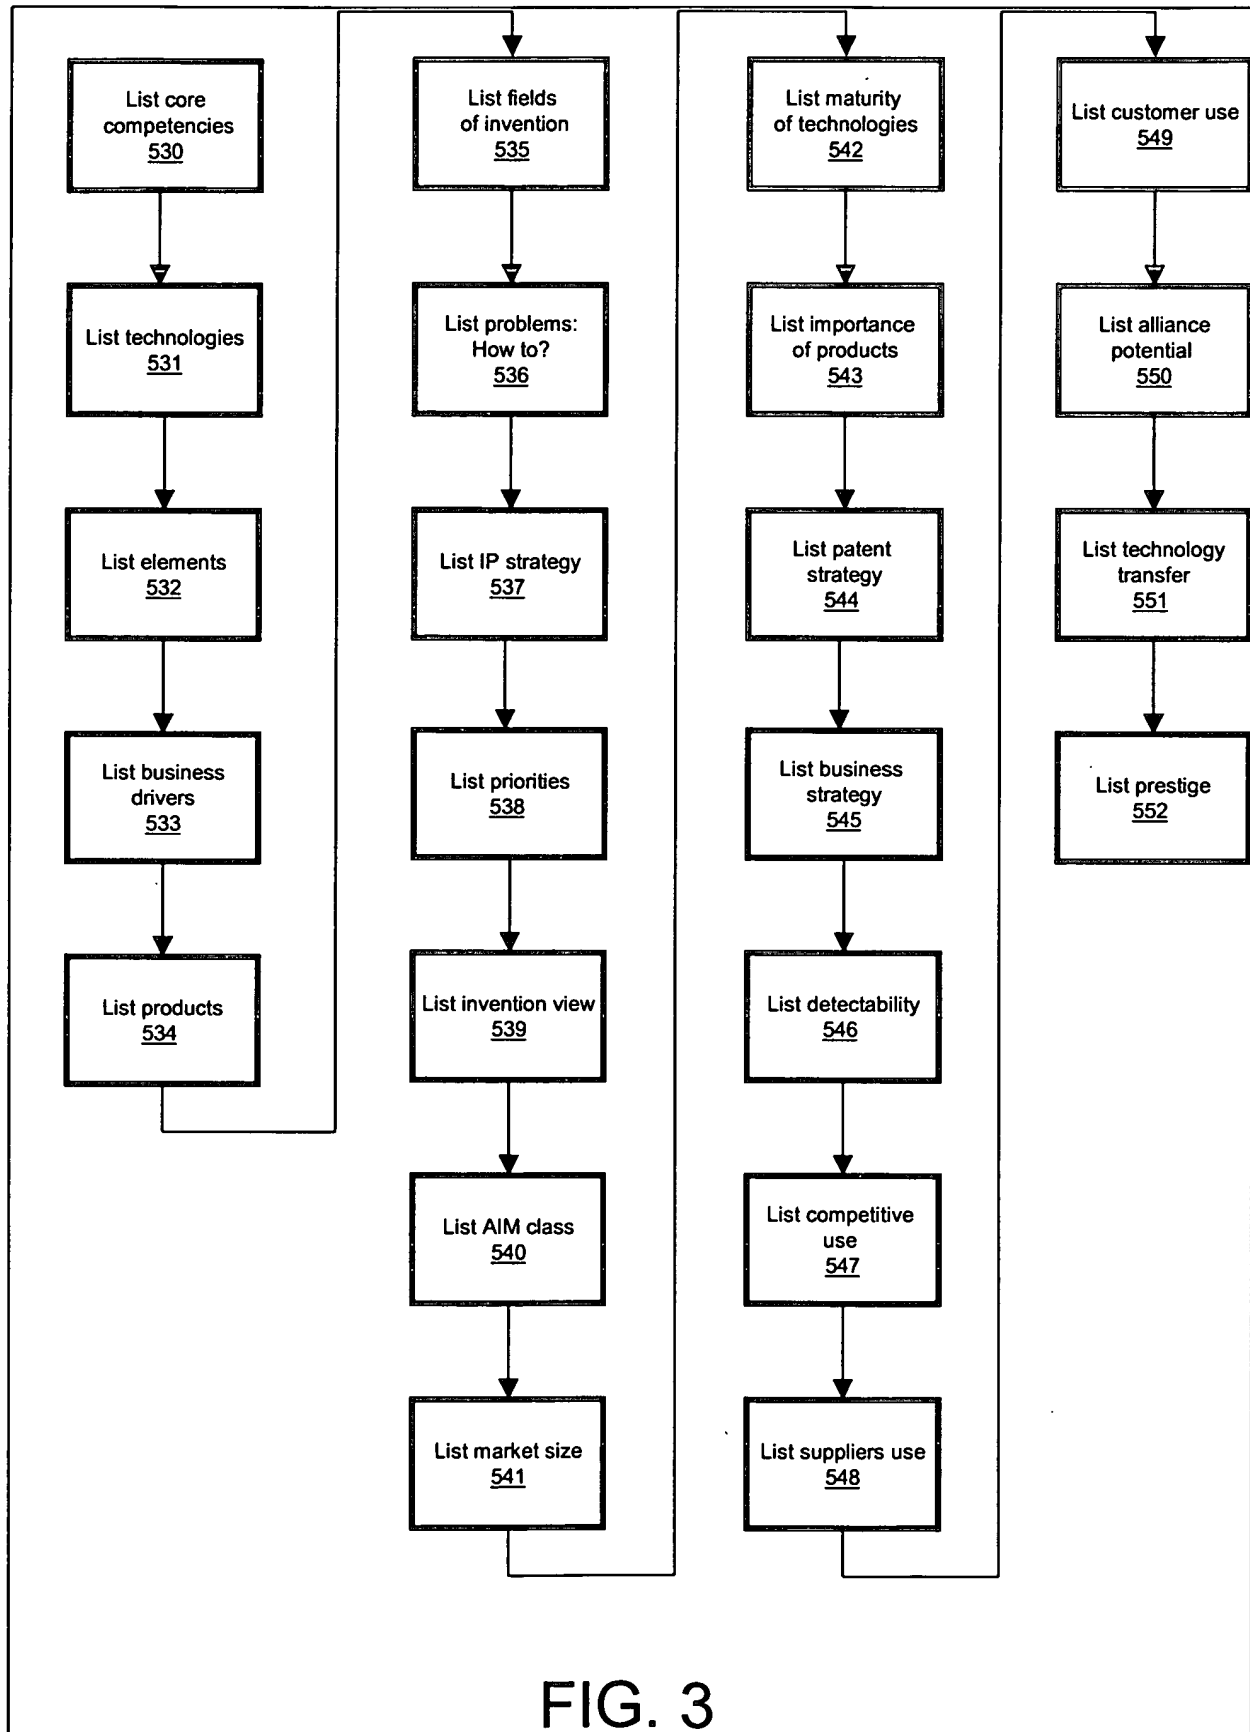 List core
competencies
530
List technologies
531
List elements
532
List business
drivers
533
List products
534
List fields
of invention
535
List problems:
How to?
536
List IP strategy
537
List priorities
538
List invention view
539
List AIM class
540
List market size
541
List maturity
of technologies
542
List importance
of products
543
List patent
strategy
544
List business
strategy
545
List detectability
546
List competitive
use
547
List suppliers use
548
List customer use
549
List alliance
potential
550
List technology
transfer
551
List prestige
552
FIG. 3